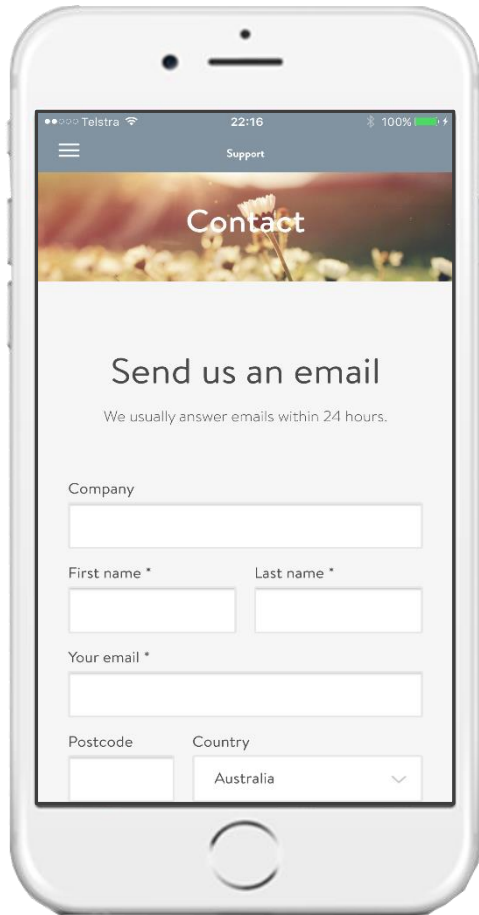 Telstra 22:16 100%
Support
Contact
Send us an email
We usually answer emails within 24 hours.
Company
First name * Last name *
Your email *
Postcode Country
Australia